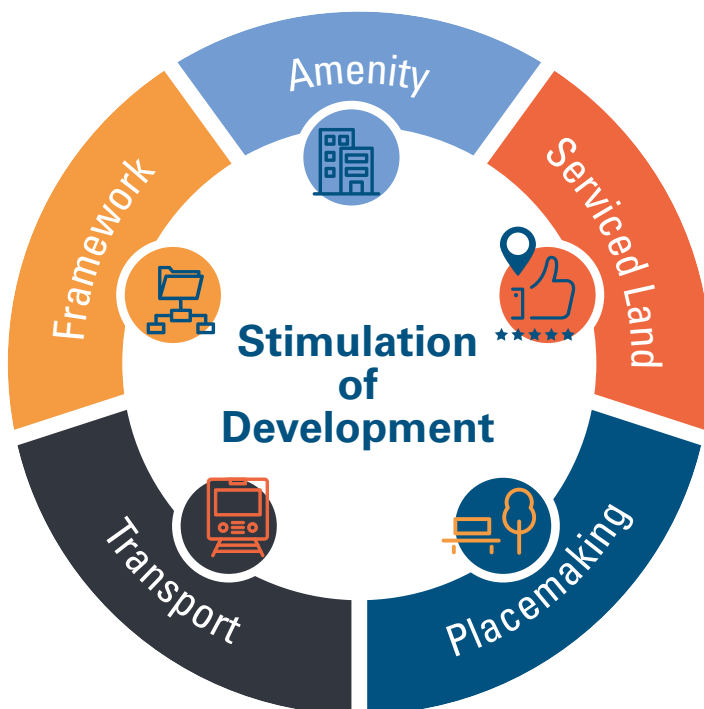 Amenity
Serviced Land
Framework
Stimulation
of
Development
Transport
Placemaking